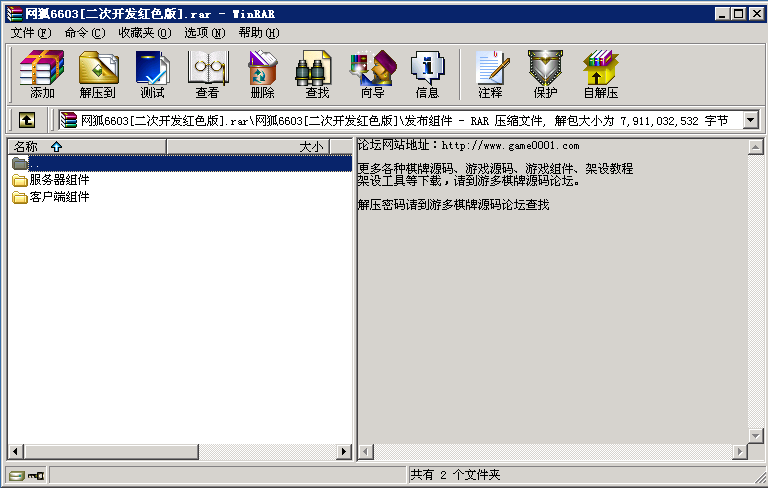 网狐6603[二次开发红色版].rar - WinRAR
文件(F) 命令(C) 收藏夹(O) 选项(N) 帮助(H)
添加 解压到 测试 查看 删除 查找 向导 信息 注释 保护 自解压
网狐6603[二次开发红色版].rar\网狐6603[二次开发红色版]\发布组件 - RAR 压缩文件, 解包大小为 7,911,032,532 字节
名称 大小
..
服务器组件
客户端组件
论坛网站地址：http://www.game0001.com
更多各种棋牌源码、游戏源码、游戏组件、架设教程
架设工具等下载，请到游多棋牌源码论坛。
解压密码请到游多棋牌源码论坛查找
共有 2 个文件夹